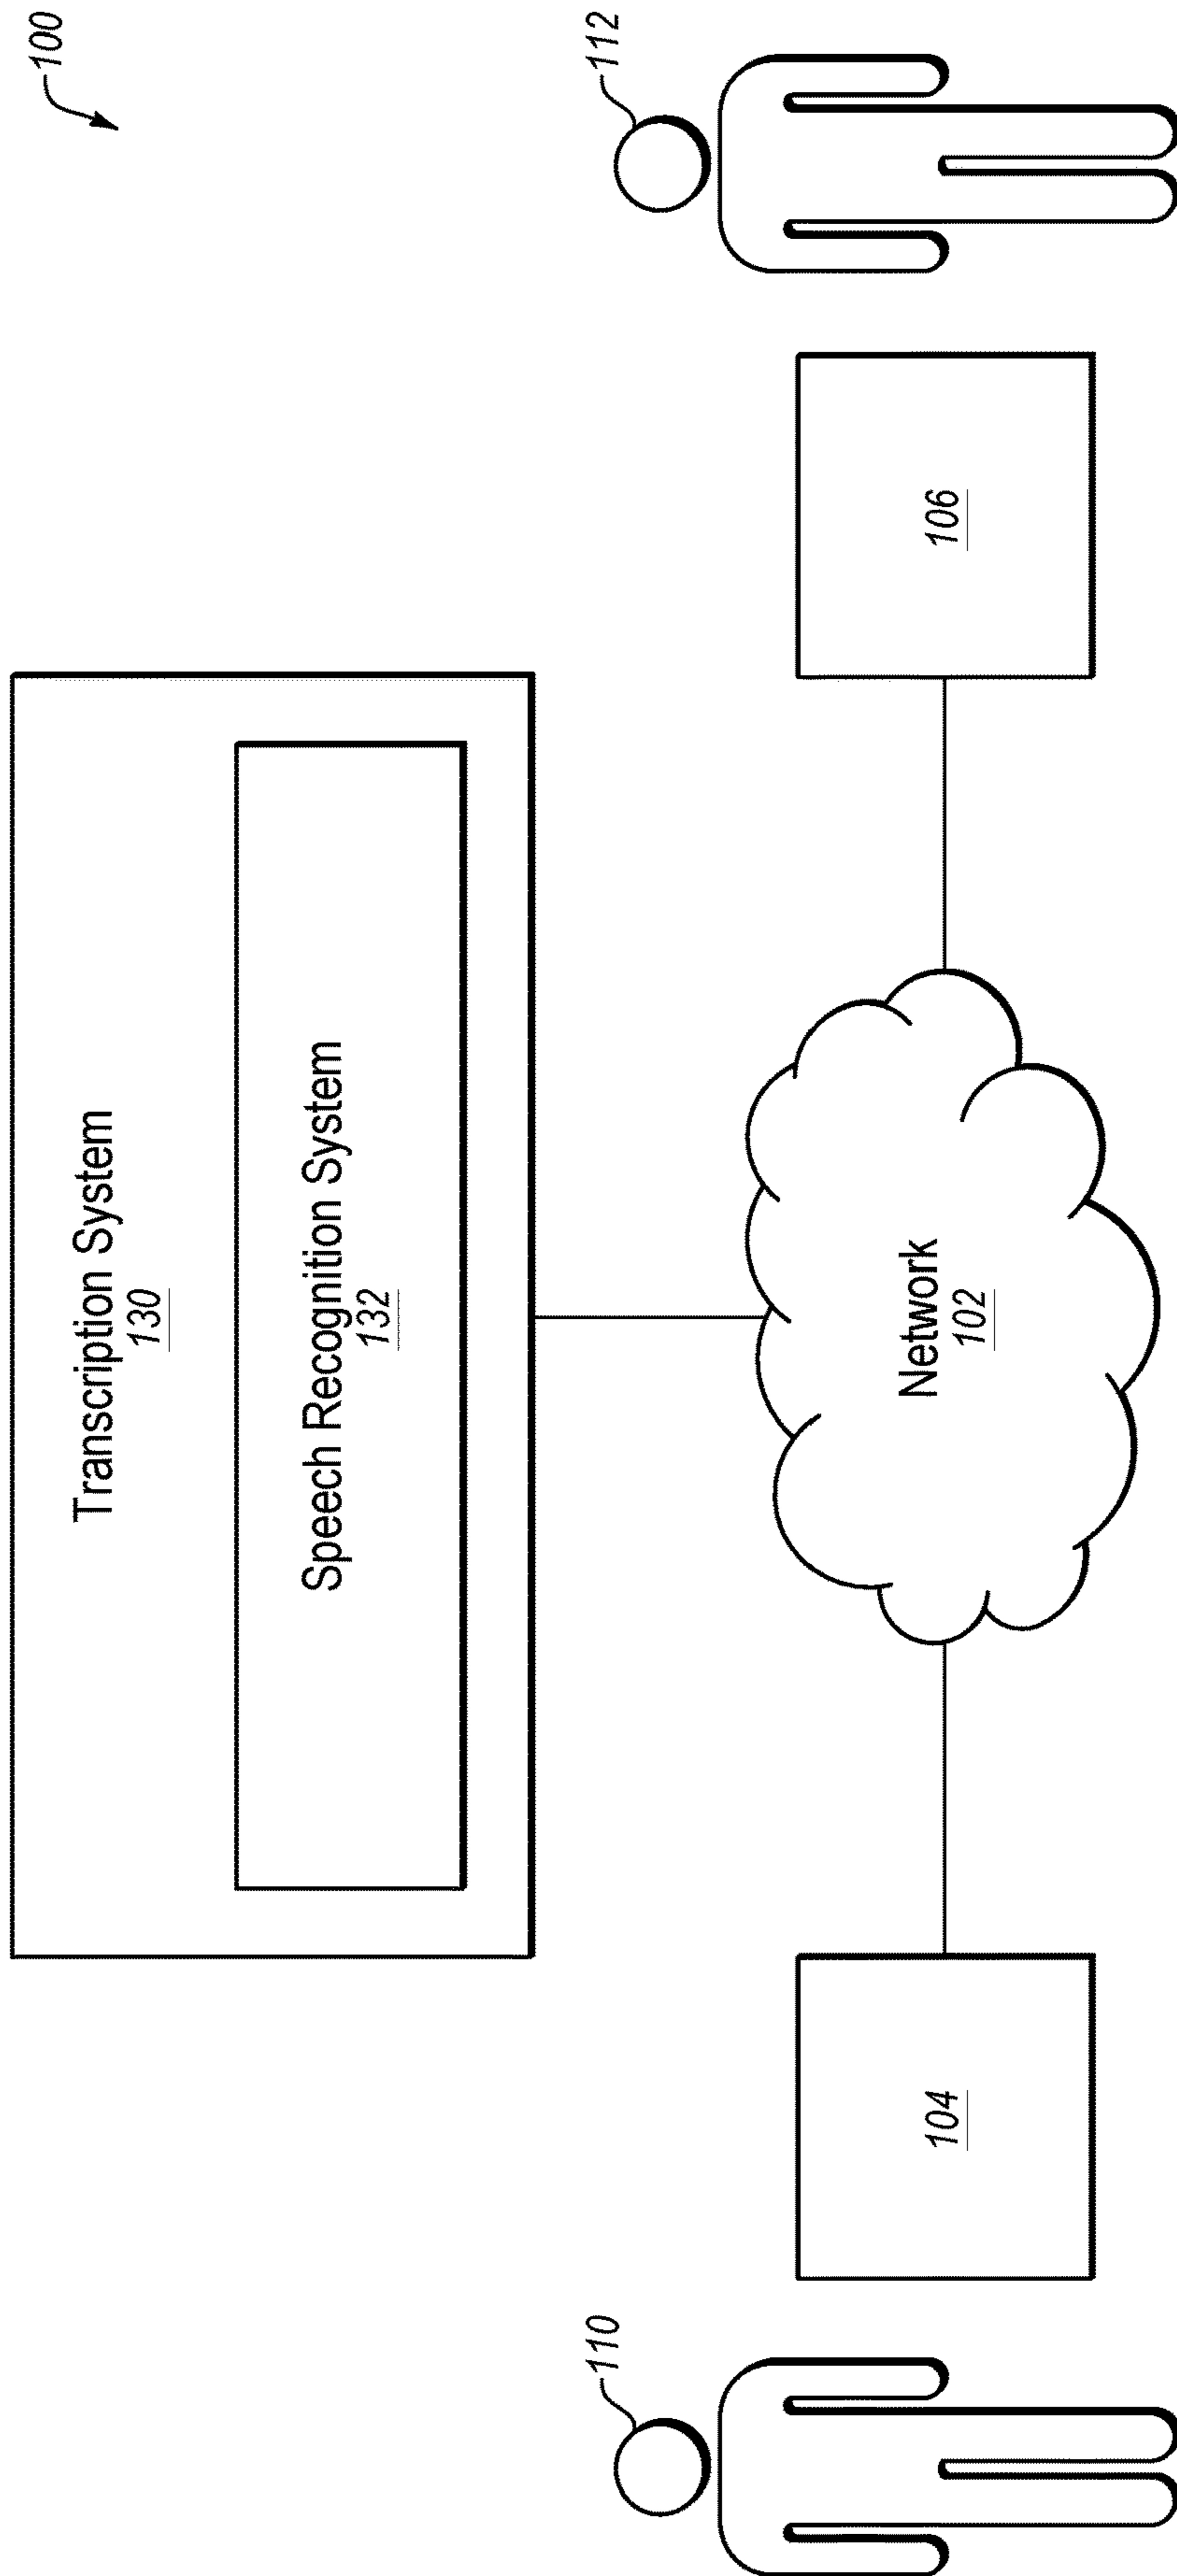 100
Transcription System
130
Speech Recognition System
132
110
112
104
Network
102
106